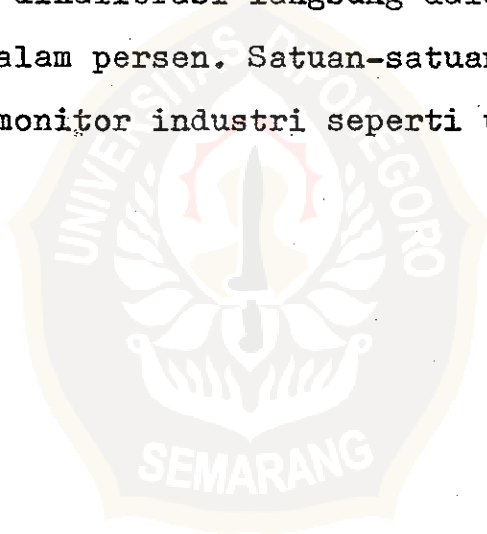 alam persen. Satuan-satuan
monitor industri seperti
UNIVERSITAS DIPONEGORO
SEMARANG